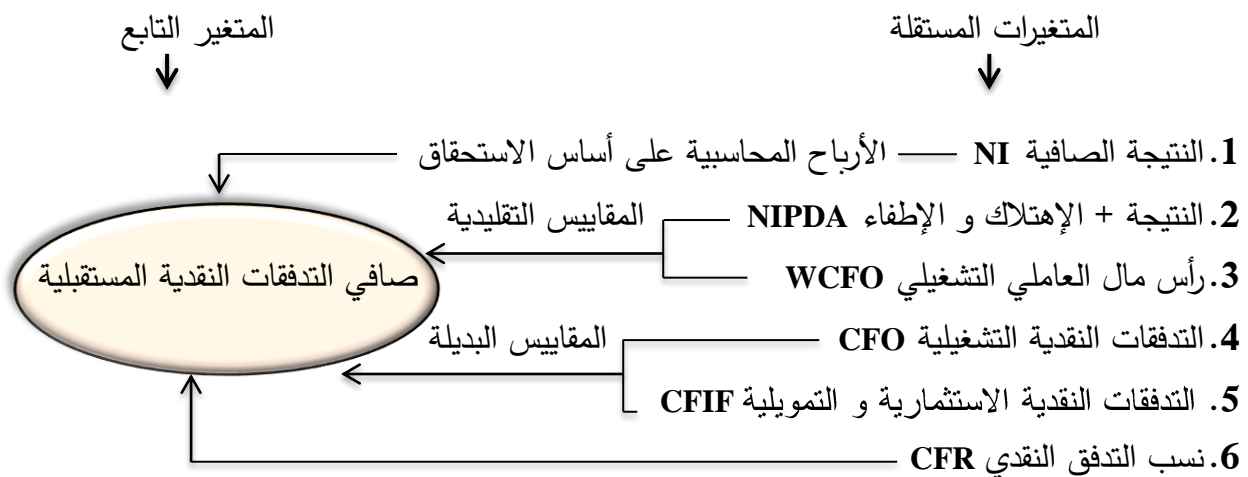 المتغيرات المستقلة
المتغير التابع
1. النتيجة الصافية NI
الأرباح المحاسبية على أساس الاستحقاق
2. النتيجة + الإهتلاك و الإطفاء NIPDA
المقاييس التقليدية
3. رأس مال العاملي التشغيلي WCFO
صافي التدفقات النقدية المستقبلية
4. التدفقات النقدية التشغيلية CFO
المقاييس البديلة
5. التدفقات النقدية الاستثمارية و التمويلية CFIF
6. نسب التدفق النقدي CFR